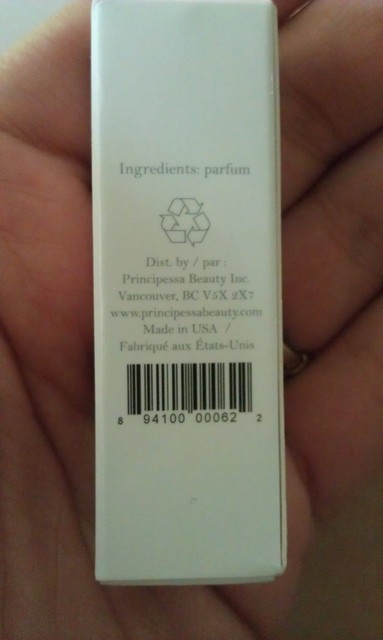 Ingredients: parfum
Dist. by / par :
Principessa Beauty Inc.
Vancouver, BC V5X 2X7
www.principessabeauty.com
Made in USA /
Fabriqué aux États-Unis
8 94100 00062 2